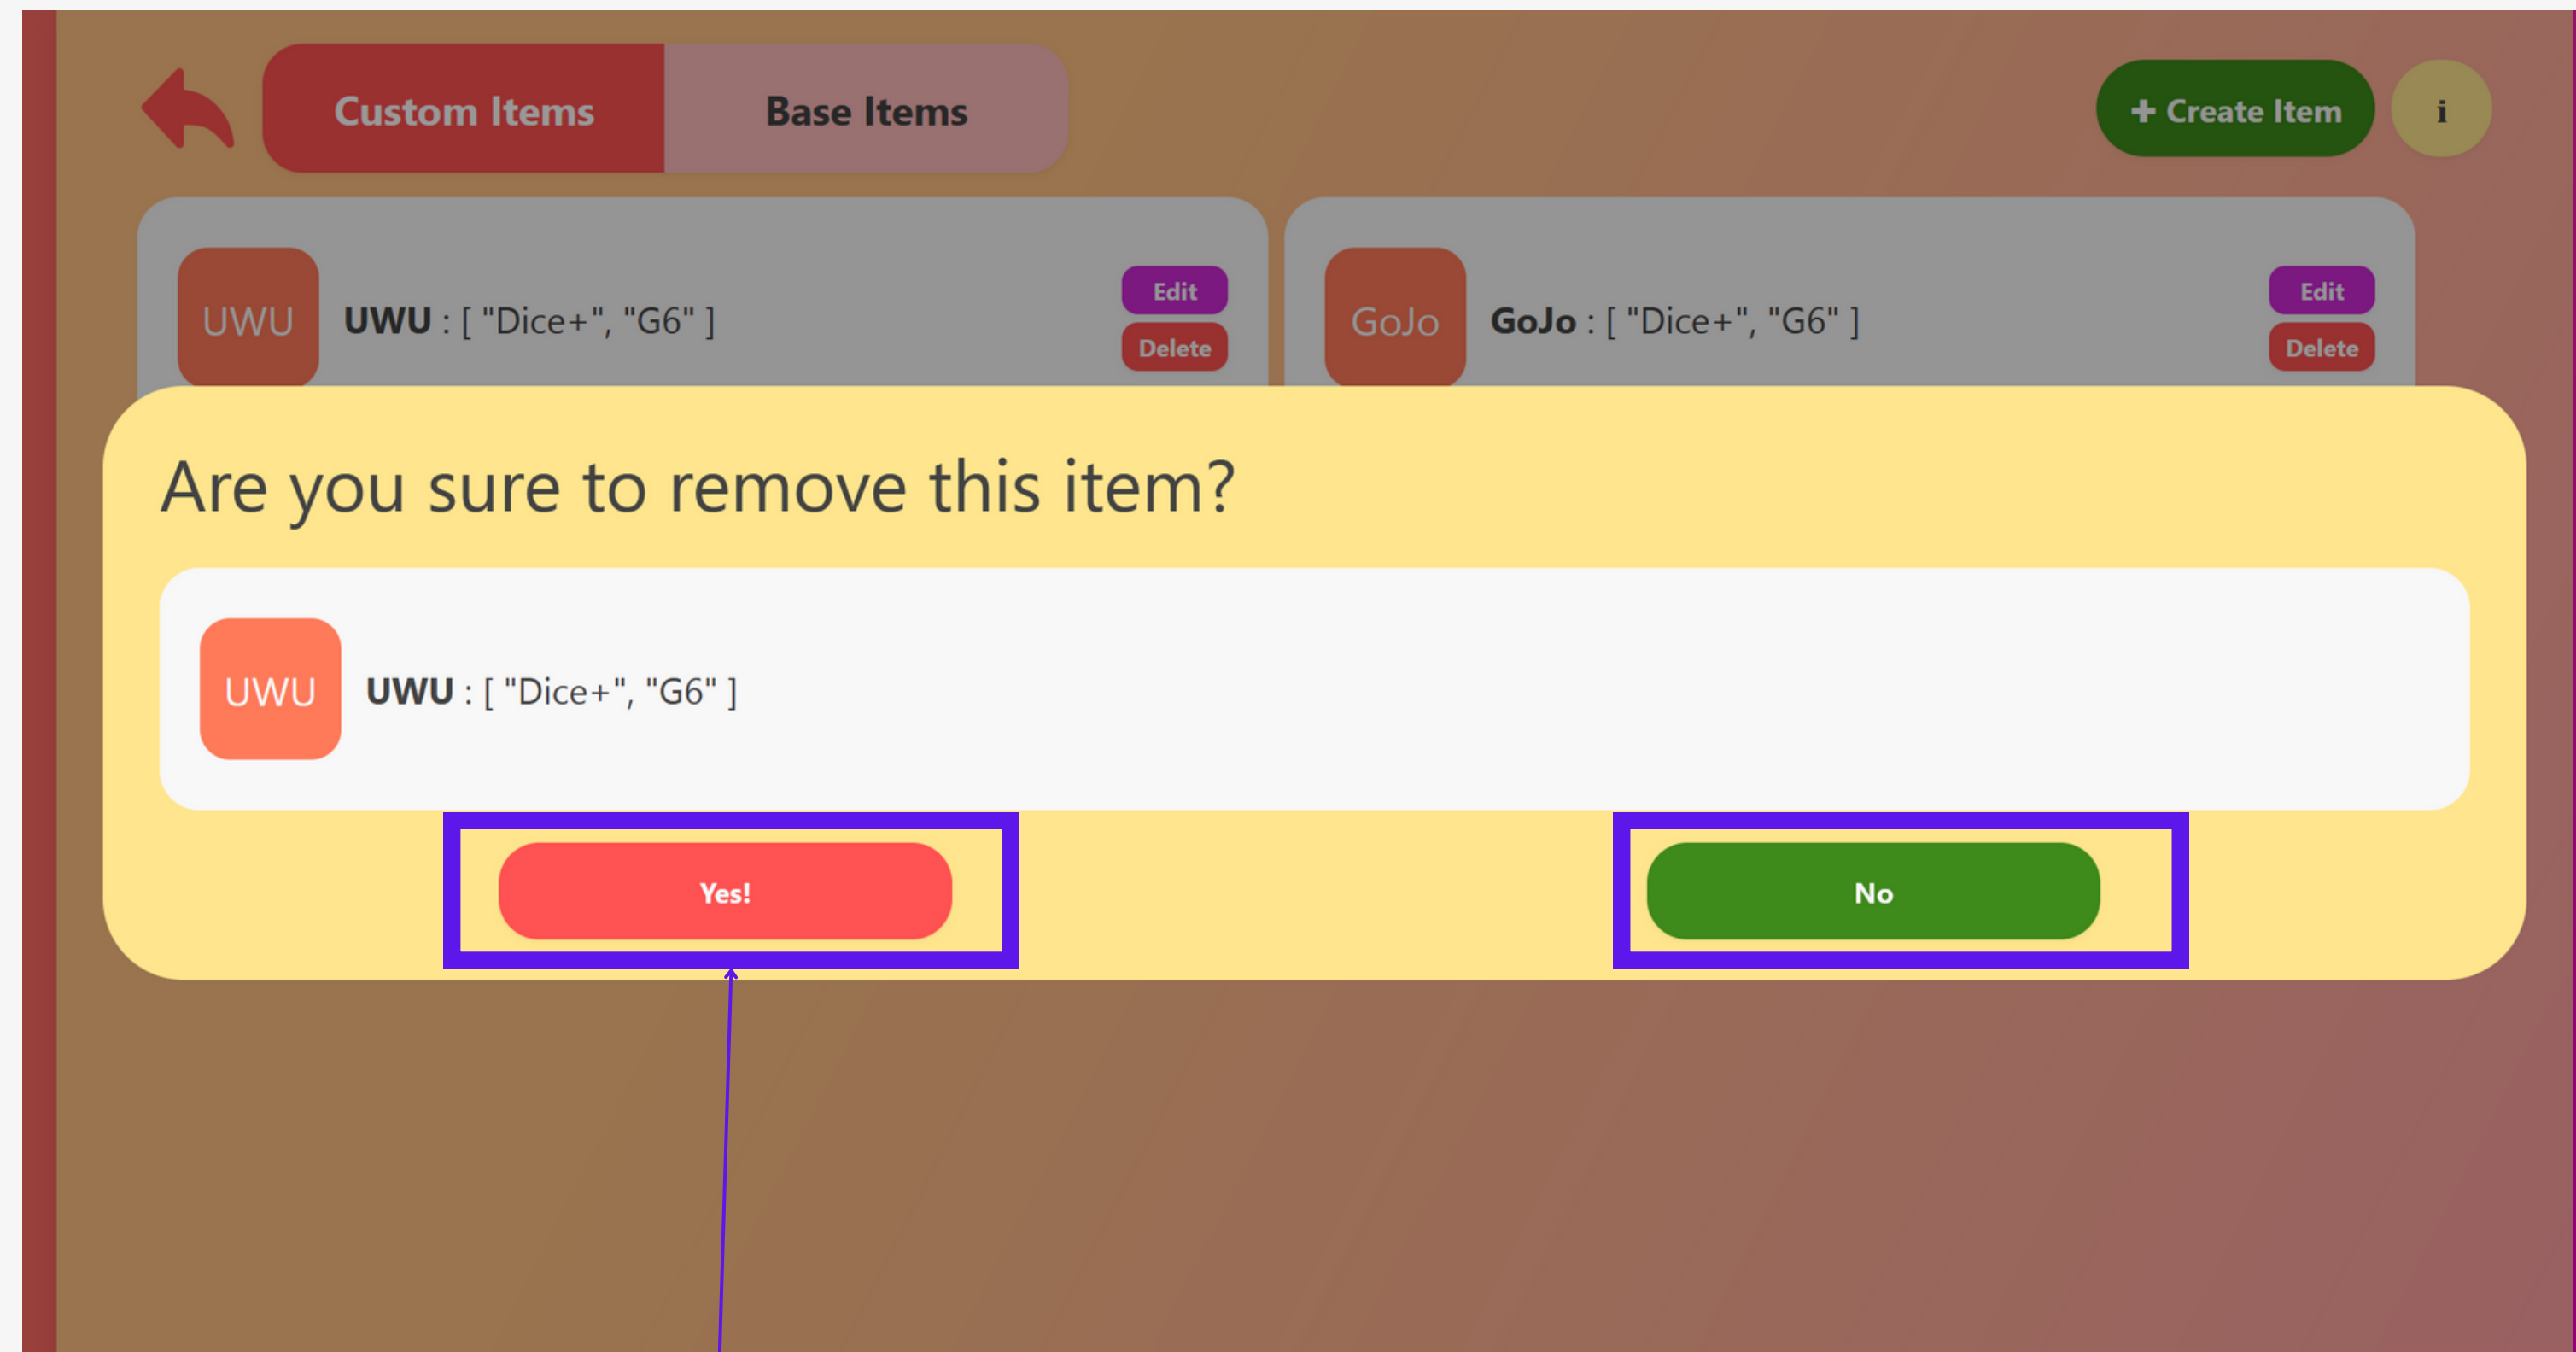 Custom Items
Base Items
+ Create Item
i
UWU
UWU : [ "Dice+", "G6" ]
Edit
Delete
GoJo
GoJo : [ "Dice+", "G6" ]
Edit
Delete
Are you sure to remove this item?
UWU
UWU : [ "Dice+", "G6" ]
Yes!
No